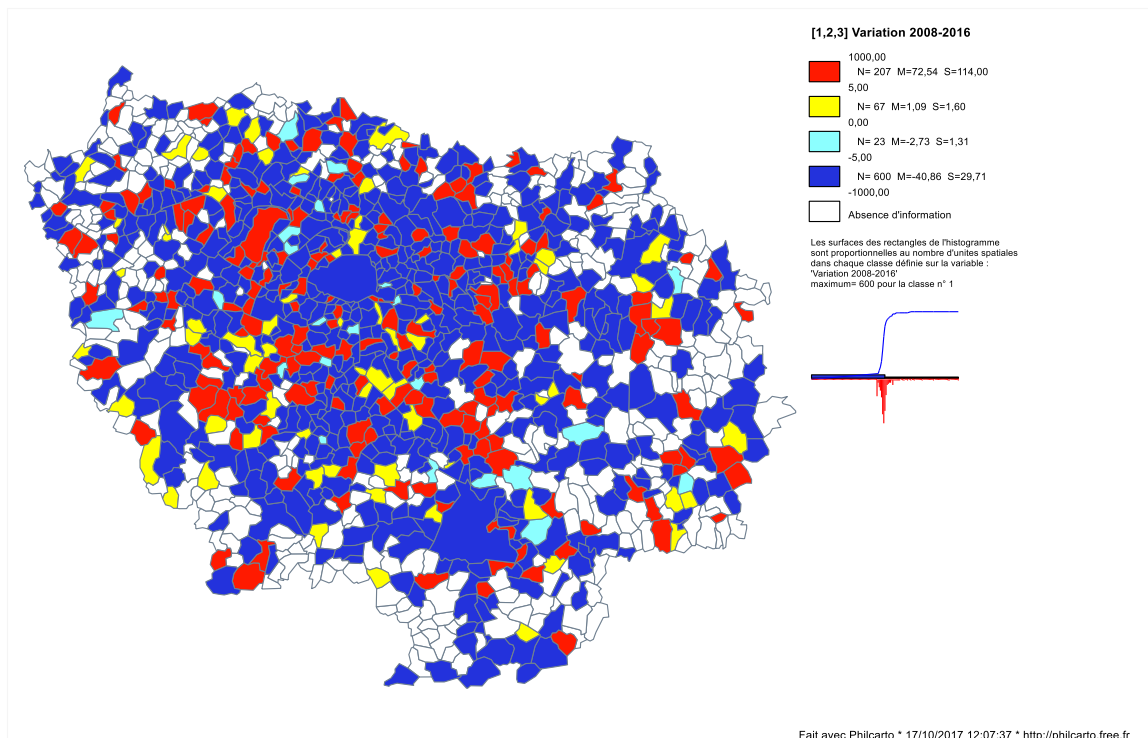 [1,2,3] Variation 2008-2016
1000,00
N= 207 M=72,54 S=114,00
5,00
N= 67 M=1,09 S=1,60
0,00
N= 23 M=-2,73 S=1,31
-5,00
N= 600 M=-40,86 S=29,71
-1000,00
Absence d'information
Les surfaces des rectangles de l'histogramme
sont proportionnelles au nombre d'unites spatiales
dans chaque classe définie sur la variable :
'Variation 2008-2016'
maximum= 600 pour la classe n° 1
Fait avec Philcarto * 17/10/2017 12:07:37 * http://philcarto.free.fr